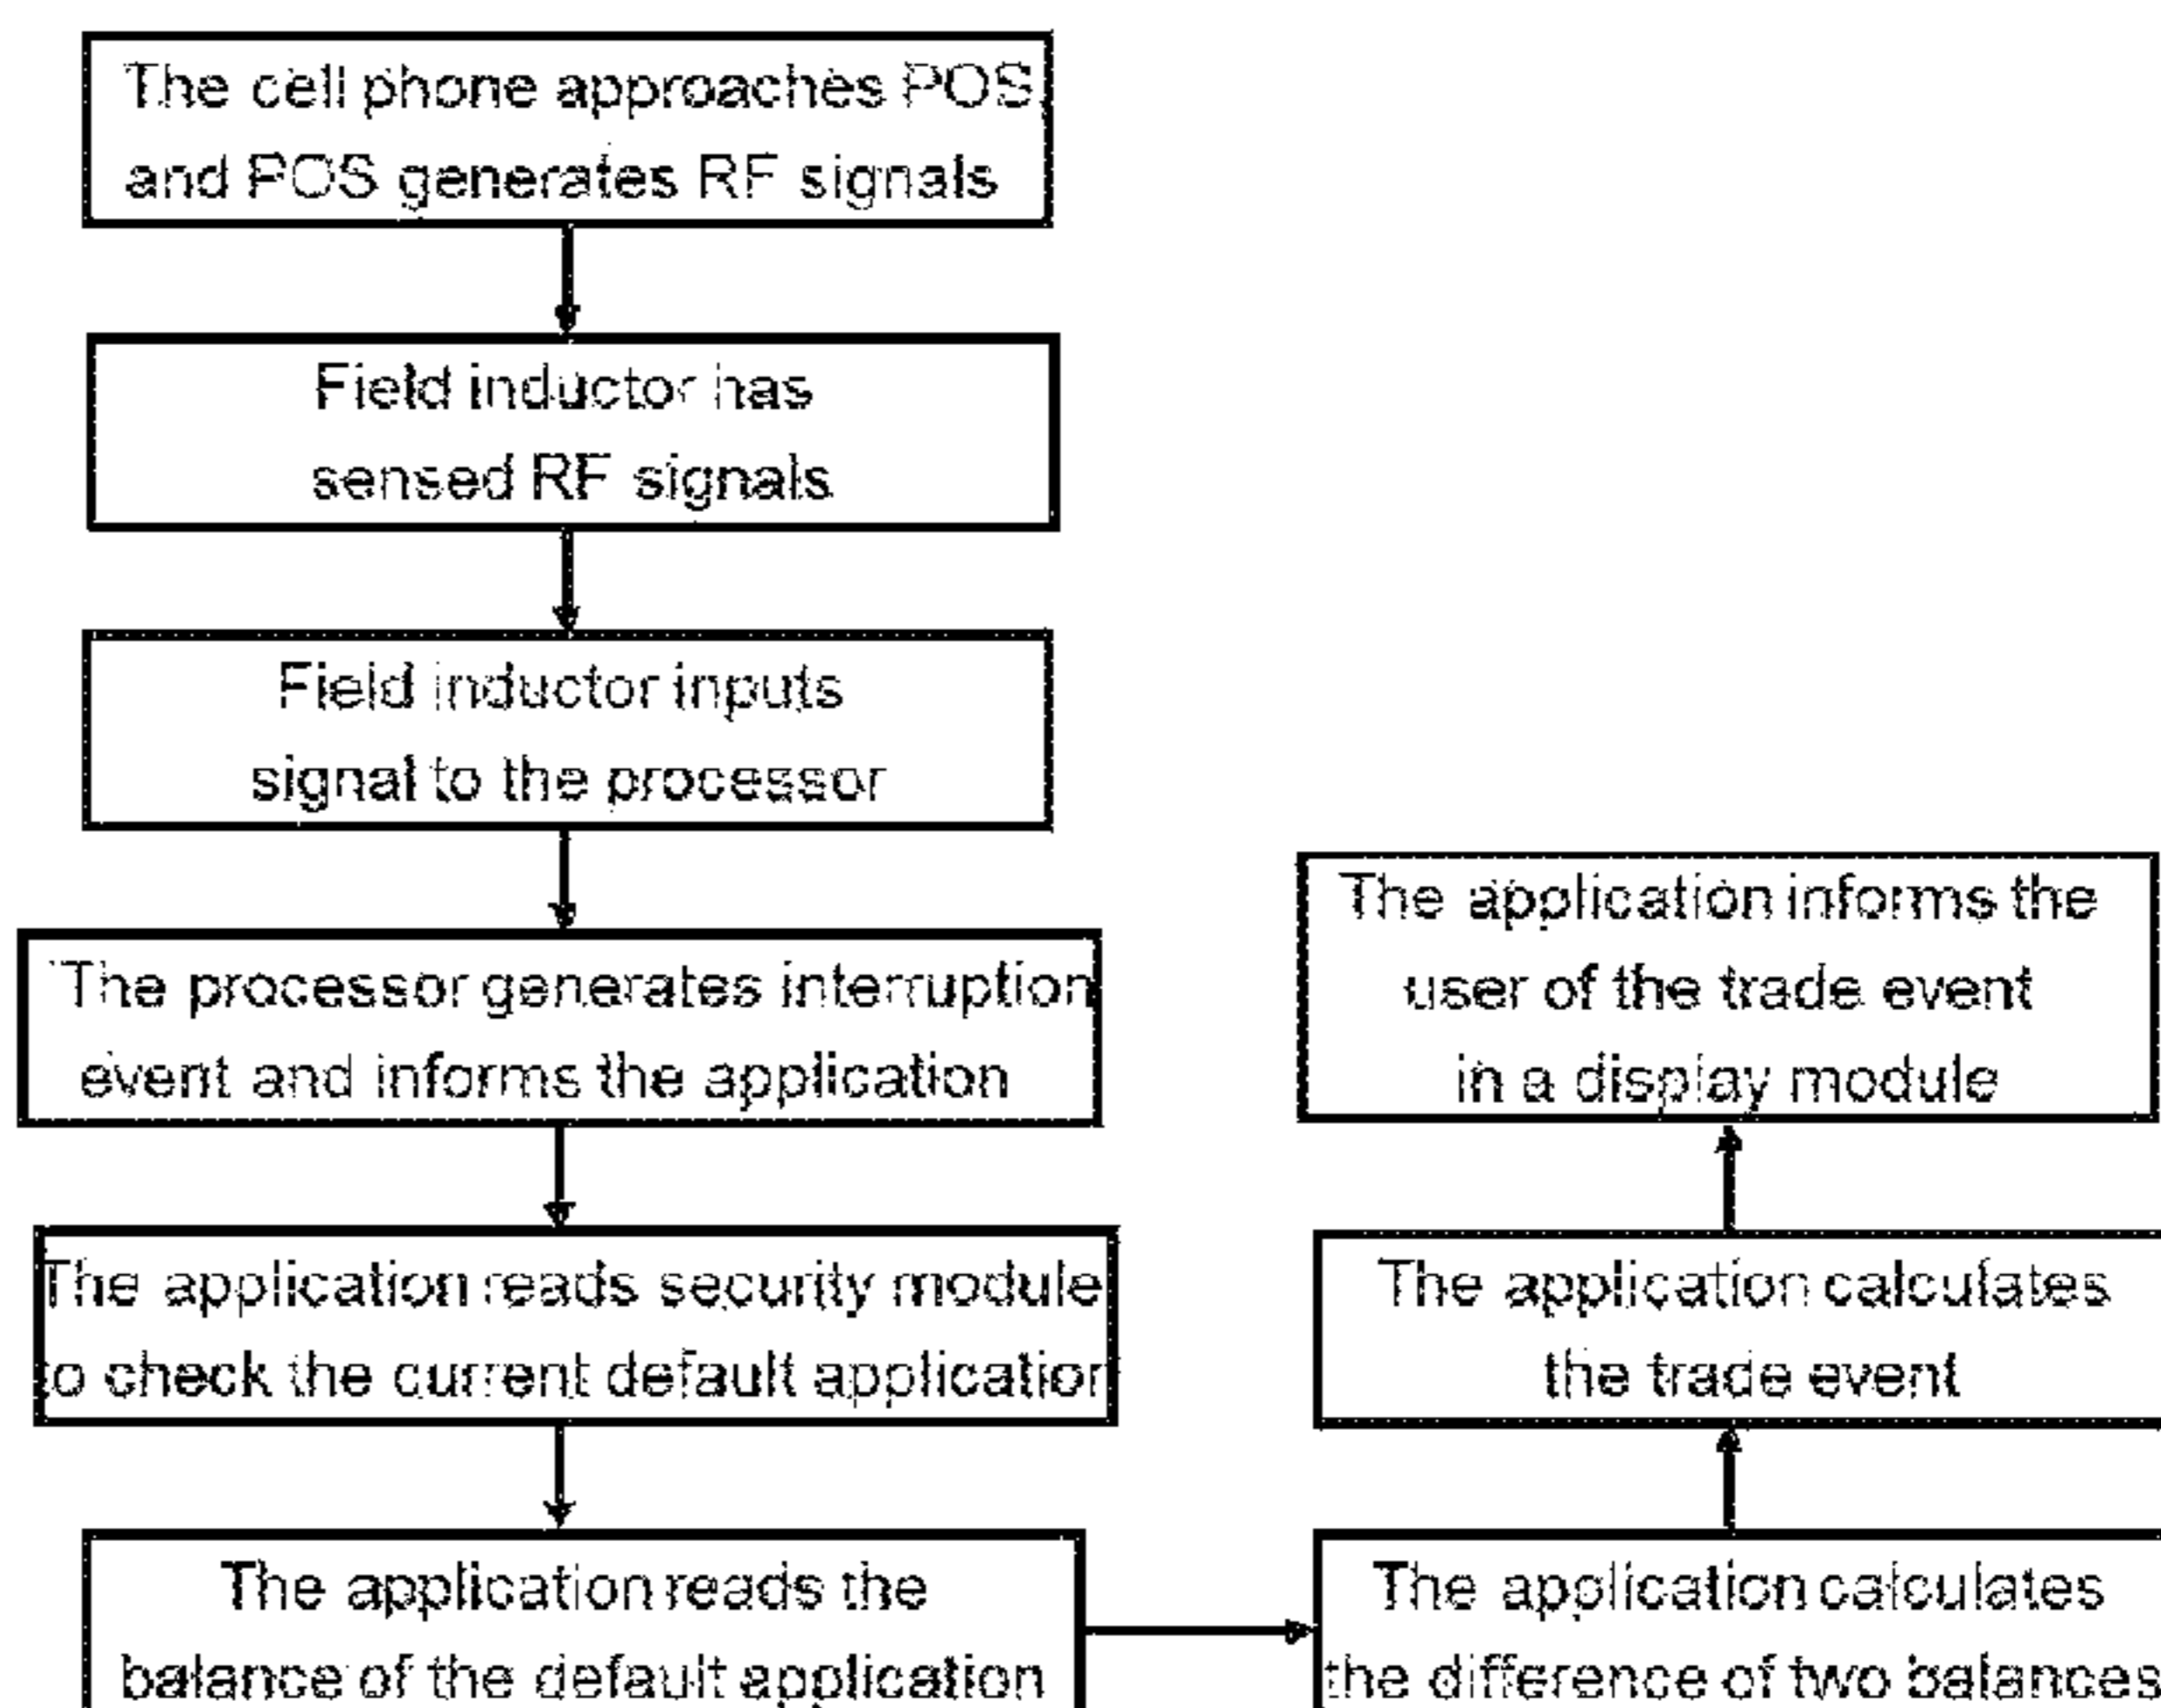 The cell phone approaches POS,
and POS generates RF signals
Field inductor has
sensed RF signals
Field inductor inputs
signal to the processor
The processor generates interruption
event and informs the application
The application reads security module
to check the current default application
The application reads the
balance of the default application
The application calculates
the difference of two balances
The application calculates
the trade event
The application informs the
user of the trade event
in a display module